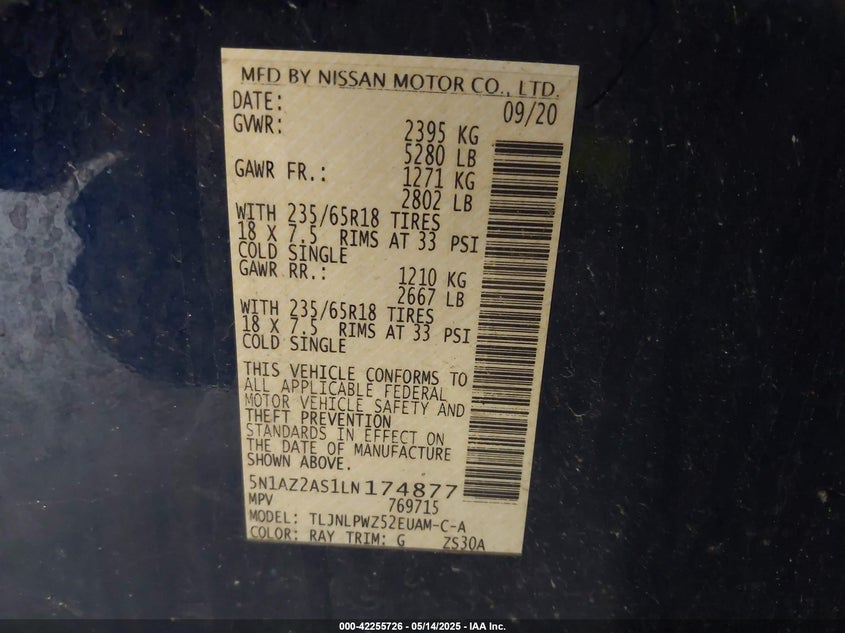 MFD BY NISSAN MOTOR CO., LTD.
DATE: 09/20
GVWR: 2395 KG
5280 LB
GAWR FR.: 1271 KG
2802 LB
WITH 235/65R18 TIRES
18 X 7.5 RIMS AT 33 PSI
COLD SINGLE
GAWR RR.: 1210 KG
2667 LB
WITH 235/65R18 TIRES
18 X 7.5 RIMS AT 33 PSI
COLD SINGLE
THIS VEHICLE CONFORMS TO
ALL APPLICABLE FEDERAL
MOTOR VEHICLE SAFETY AND
THEFT PREVENTION
STANDARDS IN EFFECT ON
THE DATE OF MANUFACTURE
SHOWN ABOVE.
5N1AZ2AS1LN174877
MPV 769715
MODEL: TLJNLPWZ52EUAM-C-A
COLOR: RAY TRIM: G ZS30A
000-42255726 - 05/14/2025 - IAA Inc.